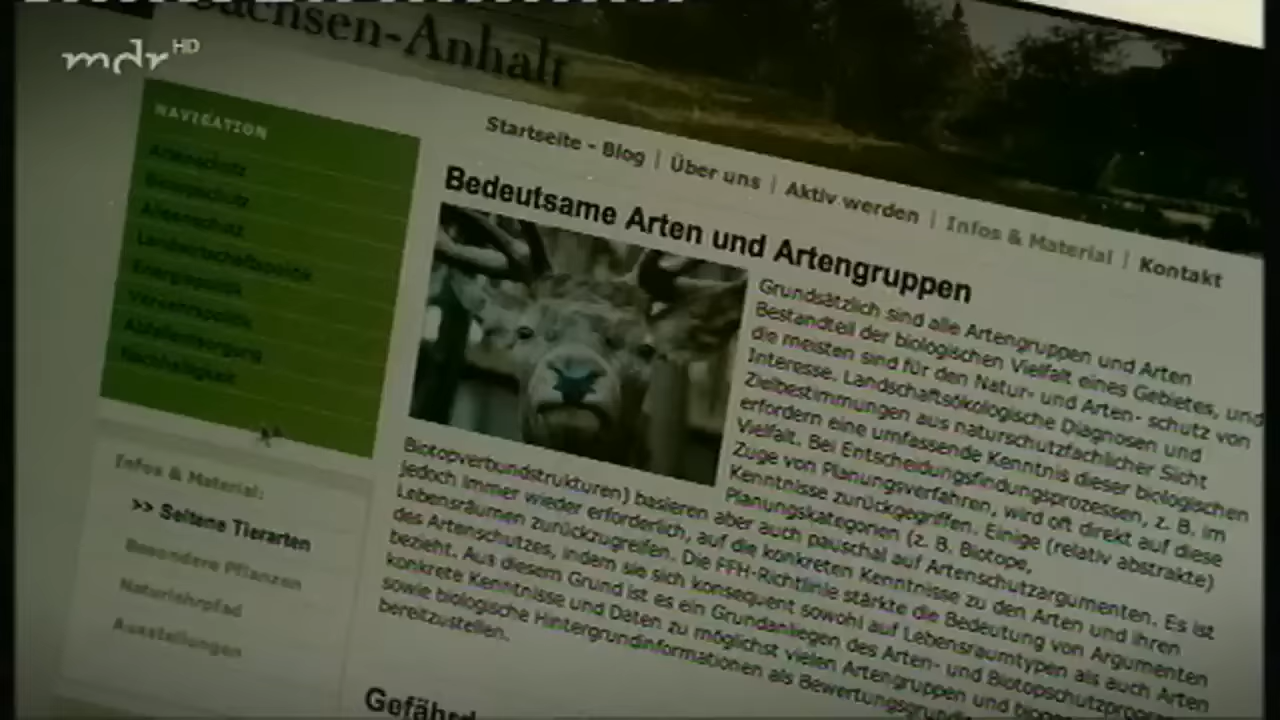 mdr HD
Sachsen-Anhalt
NAVIGATION
Artenschutz
Biotopschutz
Alleenschutz
Landwirtschaftspolitik
Energiepolitik
Verkehrspolitik
Abfallentsorgung
Nachhaltigkeit
Infos & Material:
>> Seltene Tierarten
Besondere Pflanzen
Naturlehrpfad
Ausstellungen
Startseite - Blog | Über uns | Aktiv werden | Infos & Material | Kontakt
Bedeutsame Arten und Artengruppen
Grundsätzlich sind alle Artengruppen und Arten
Bestandteil der biologischen Vielfalt eines Gebietes, und
die meisten sind für den Natur- und Arten- schutz von
Interesse. Landschaftsökologische Diagnosen und
Zielbestimmungen aus naturschutzfachlicher Sicht
erfordern eine umfassende Kenntnis dieser biologischen
Vielfalt. Bei Entscheidungsfindungsprozessen, z. B. im
Zuge von Planungsverfahren, wird oft direkt auf diese
Kenntnisse zurückgegriffen. Einige (relativ abstrakte)
Planungskategorien (z. B. Biotope,
Biotopverbundstrukturen) basieren aber auch pauschal auf Artenschutzargumenten. Es ist
jedoch immer wieder erforderlich, auf die konkreten Kenntnisse zu den Arten und ihren
Lebensräumen zurückzugreifen. Die FFH-Richtlinie stärkte die Bedeutung von Argumenten
des Artenschutzes, indem sie sich konsequent sowohl auf Lebensraumtypen als auch Arten
bezieht. Aus diesem Grund ist es ein Grundanliegen des Arten- und Biotopschutzprogramms
konkrete Kenntnisse und Daten zu möglichst vielen Artengruppen und
sowie biologische Hintergrundinformationen als
bereitzustellen.